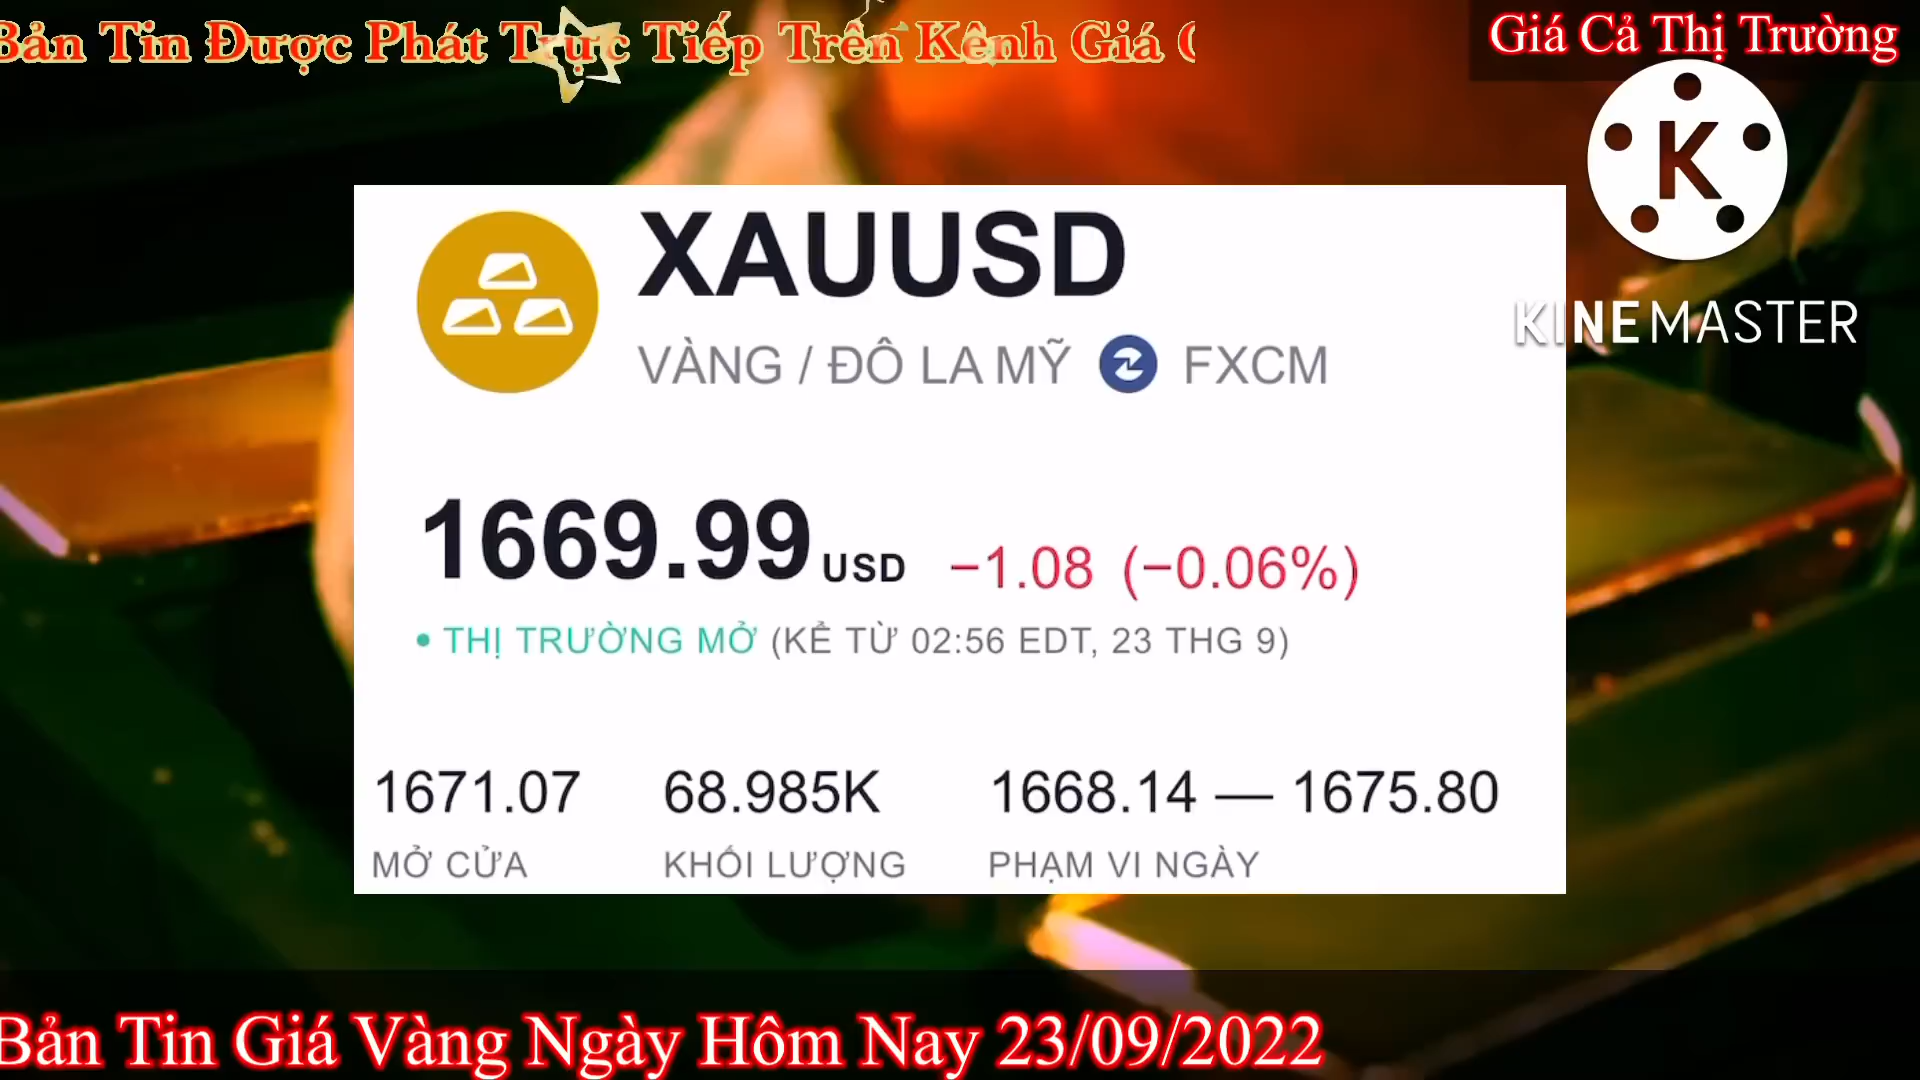 Bản Tin Được Phát Trực Tiếp Trên Kênh Giá
Giá Cả Thị Trường
K
KINEMASTER
XAUUSD
VÀNG / ĐÔ LA MỸ FXCM
1669.99 USD −1.08 (−0.06%)
• THỊ TRƯỜNG MỞ (KỂ TỪ 02:56 EDT, 23 THG 9)
1671.07 68.985K 1668.14 — 1675.80
MỞ CỬA KHỐI LƯỢNG PHẠM VI NGÀY
Bản Tin Giá Vàng Ngày Hôm Nay 23/09/2022